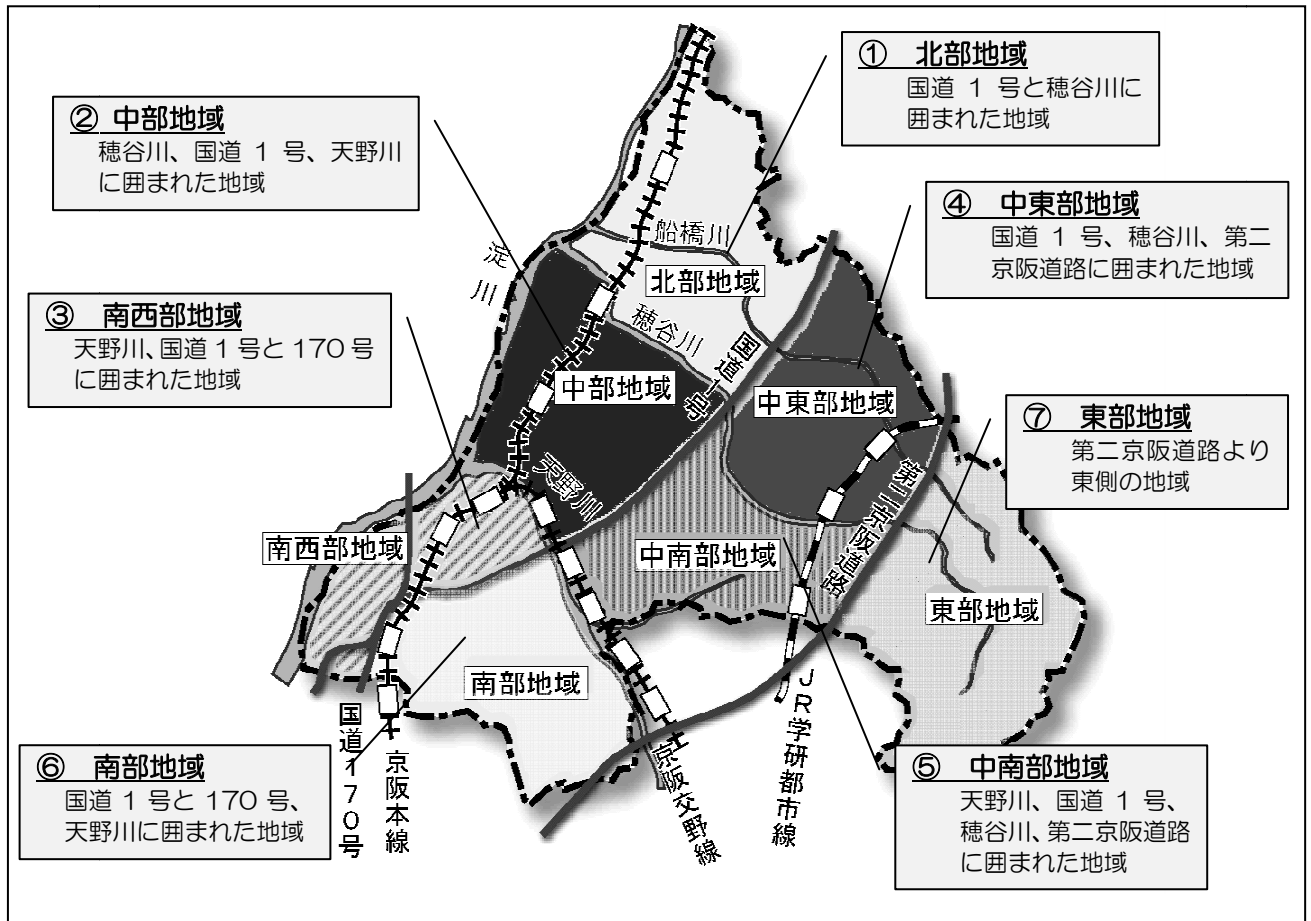 ① 北部地域
国道 1 号と穂谷川に
囲まれた地域
② 中部地域
穂谷川、国道 1 号、天野川
に囲まれた地域
④ 中東部地域
国道 1 号、穂谷川、第二
京阪道路に囲まれた地域
③ 南西部地域
天野川、国道 1 号と 170 号
に囲まれた地域
⑦ 東部地域
第二京阪道路より
東側の地域
⑥ 南部地域
国道 1 号と 170 号、
天野川に囲まれた地域
⑤ 中南部地域
天野川、国道 1 号、
穂谷川、第二京阪道路
に囲まれた地域
淀川
船橋川
北部地域
穂谷川
国道1号
中部地域
中東部地域
天野川
第二京阪道路
南西部地域
中南部地域
東部地域
南部地域
国道170号
京阪本線
京阪交野線
JR学研都市線